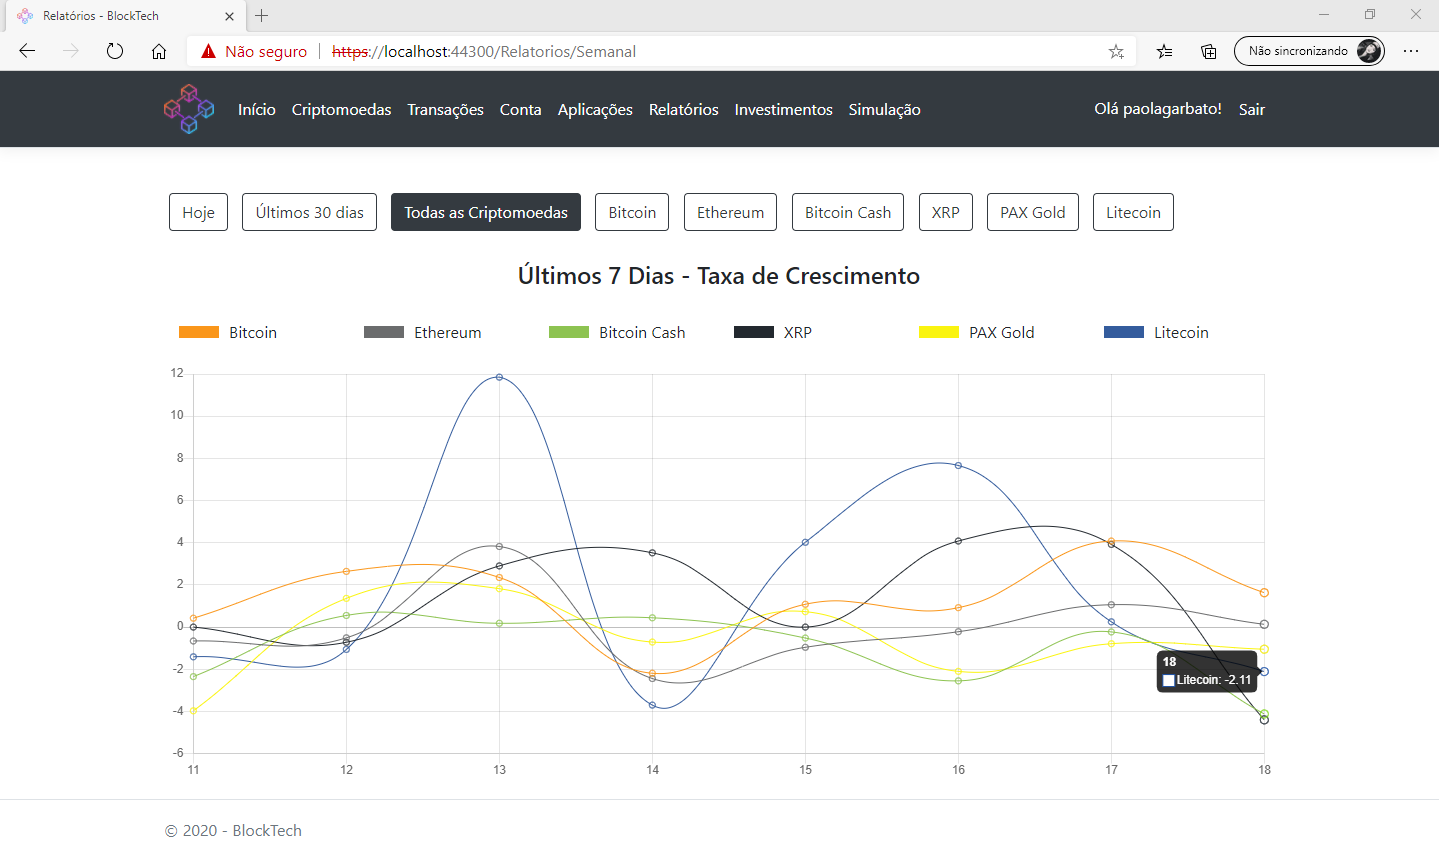 Relatórios - BlockTech
Não seguro https://localhost:44300/Relatorios/Semanal Não sincronizando
Início Criptomoedas Transações Conta Aplicações Relatórios Investimentos Simulação Olá paolagarbato! Sair
Hoje Últimos 30 dias Todas as Criptomoedas Bitcoin Ethereum Bitcoin Cash XRP PAX Gold Litecoin
Últimos 7 Dias - Taxa de Crescimento
Bitcoin Ethereum Bitcoin Cash XRP PAX Gold Litecoin
12
10
8
6
4
2
0
-2
-4
-6
18
Litecoin: -2.11
11 12 13 14 15 16 17 18
© 2020 - BlockTech